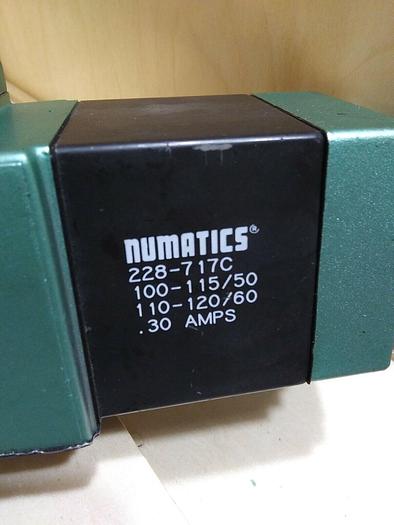 numatics®
228-717C
100-115/50
110-120/60
.30 AMPS